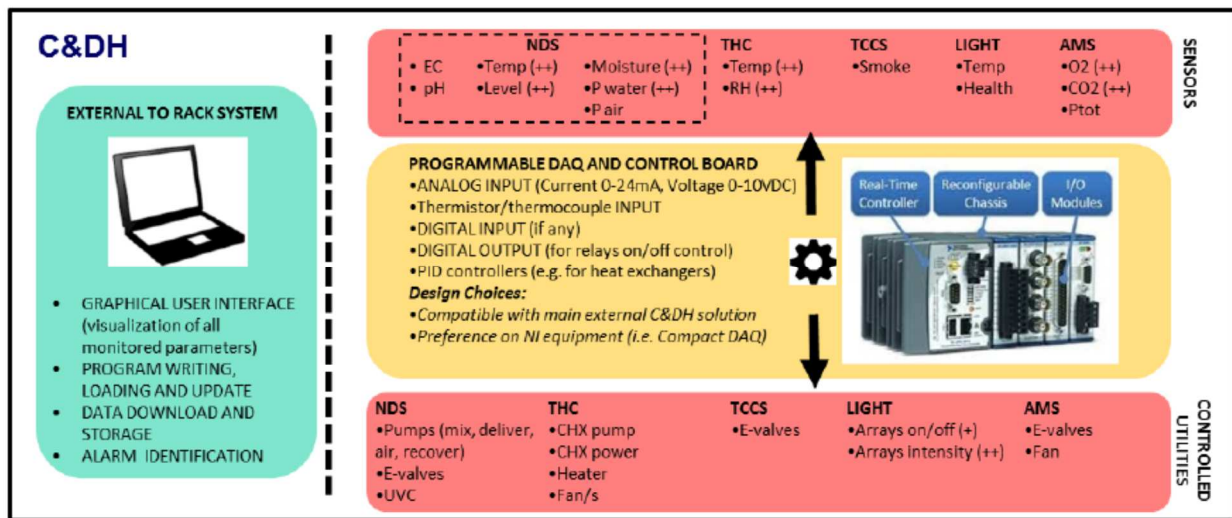 C&DH
EXTERNAL TO RACK SYSTEM
• GRAPHICAL USER INTERFACE
(visualization of all
monitored parameters)
• PROGRAM WRITING,
LOADING AND UPDATE
• DATA DOWNLOAD AND
STORAGE
• ALARM IDENTIFICATION
NDS
• EC
• pH
•Temp (++)
•Level (++)
•Moisture (++)
•P water (++)
•P air
THC
•Temp (++)
•RH (++)
TCCS
•Smoke
LIGHT
•Temp
•Health
AMS
•O2 (++)
•CO2 (++)
•Ptot
SENSORS
PROGRAMMABLE DAQ AND CONTROL BOARD
•ANALOG INPUT (Current 0-24mA, Voltage 0-10VDC)
•Thermistor/thermocouple INPUT
•DIGITAL INPUT (if any)
•DIGITAL OUTPUT (for relays on/off control)
•PID controllers (e.g. for heat exchangers)
Design Choices:
•Compatible with main external C&DH solution
•Preference on NI equipment (i.e. Compact DAQ)
Real-Time
Controller
Reconfigurable
Chassis
I/O
Modules
NDS
•Pumps (mix, deliver,
air, recover)
•E-valves
•UVC
THC
•CHX pump
•CHX power
•Heater
•Fan/s
TCCS
•E-valves
LIGHT
•Arrays on/off (+)
•Arrays intensity (++)
AMS
•E-valves
•Fan
CONTROLLED
UTILITIES